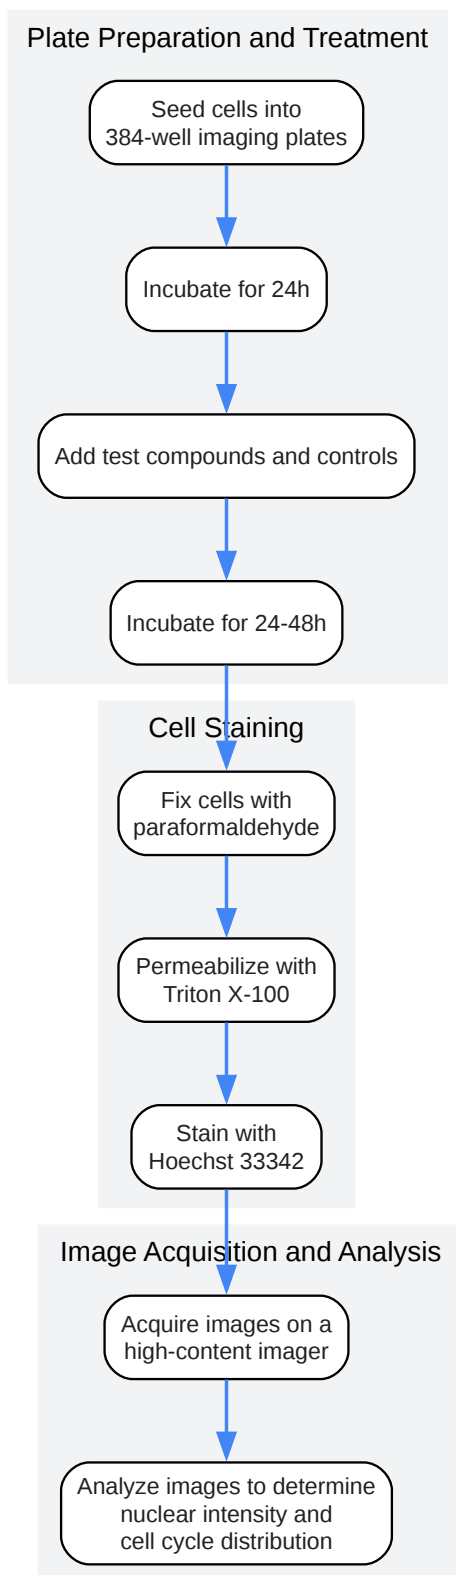 Plate Preparation and Treatment
Seed cells into
384-well imaging plates
Incubate for 24h
Add test compounds and controls
Incubate for 24-48h
Cell Staining
Fix cells with
paraformaldehyde
Permeabilize with
Triton X-100
Stain with
Hoechst 33342
Image Acquisition and Analysis
Acquire images on a
high-content imager
Analyze images to determine
nuclear intensity and
cell cycle distribution